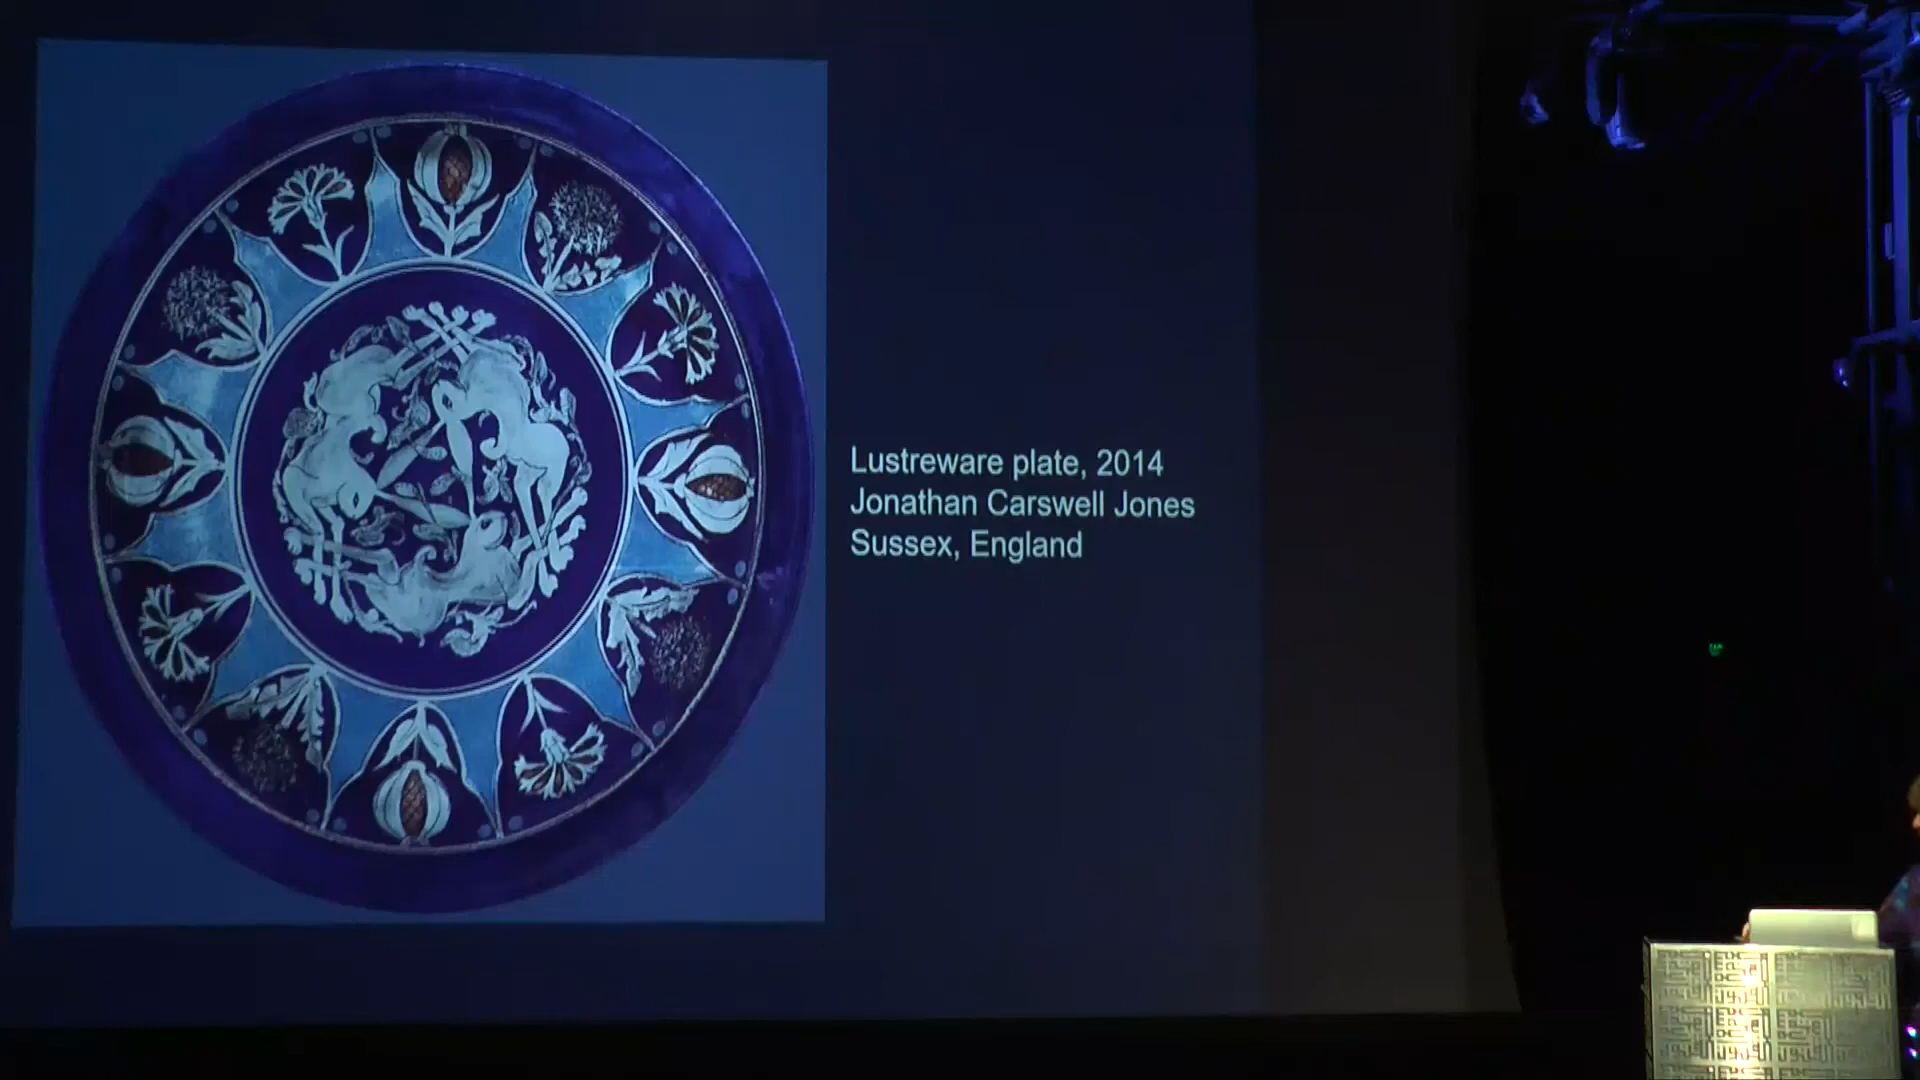 Lustreware plate, 2014
Jonathan Carswell Jones
Sussex, England